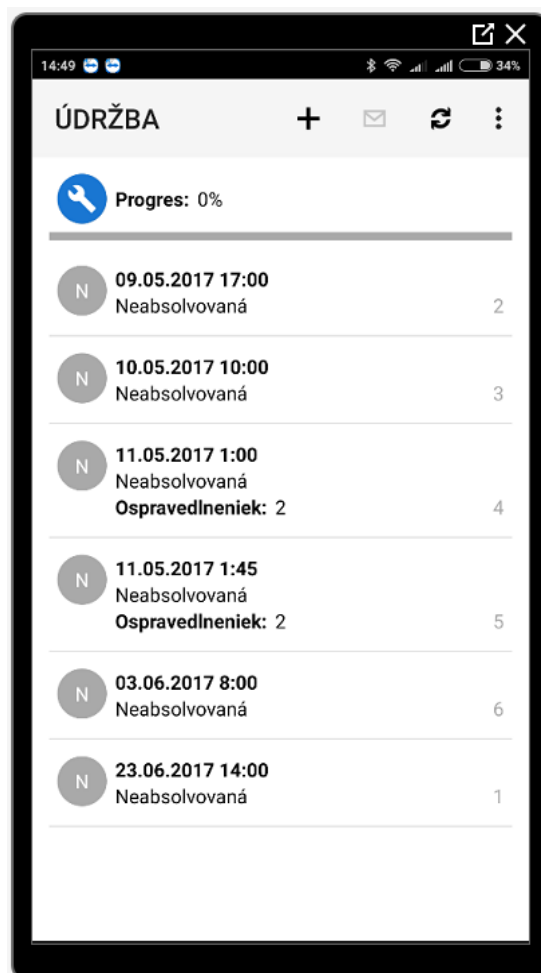 14:49 34%
ÚDRŽBA
Progres: 0%
N 09.05.2017 17:00
Neabsolvovaná 2
N 10.05.2017 10:00
Neabsolvovaná 3
N 11.05.2017 1:00
Neabsolvovaná
Ospravedlneniek: 2 4
N 11.05.2017 1:45
Neabsolvovaná
Ospravedlneniek: 2 5
N 03.06.2017 8:00
Neabsolvovaná 6
N 23.06.2017 14:00
Neabsolvovaná 1